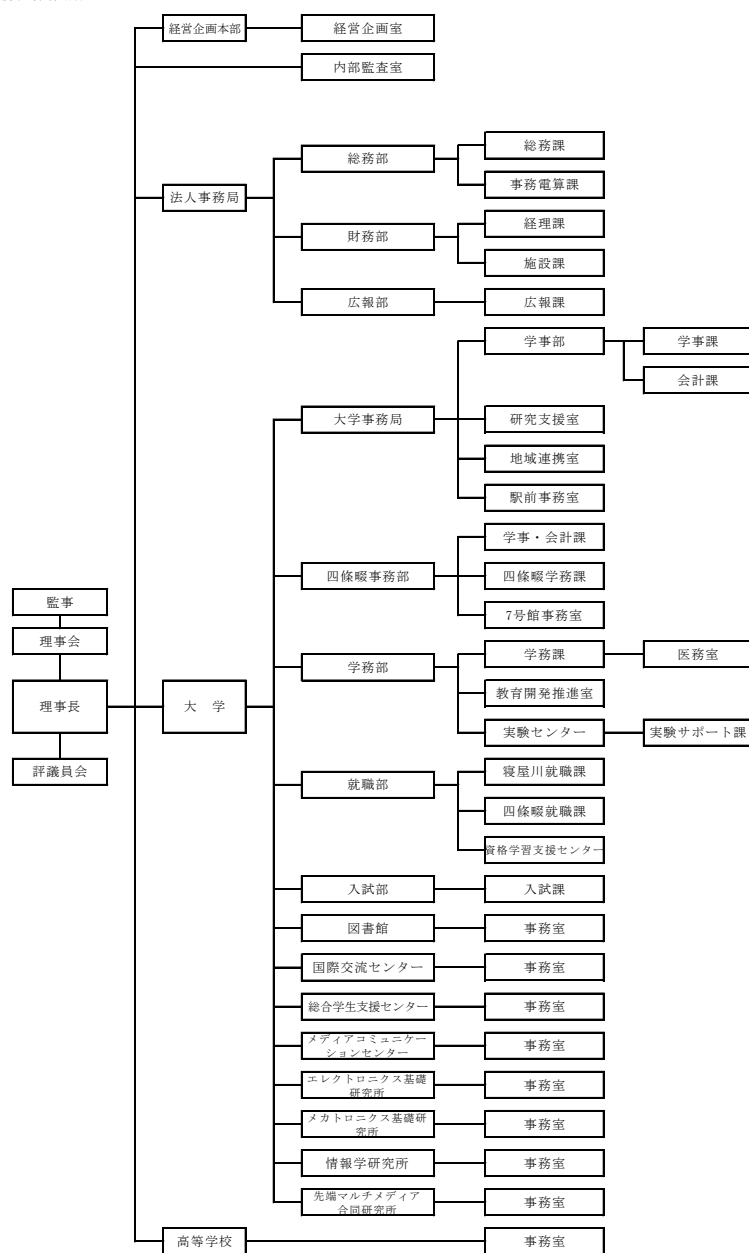 経営企画本部
経営企画室
内部監査室
総務課
総務部
事務電算課
法人事務局
経理課
財務部
施設課
広報部
広報課
学事部
学事課
会計課
大学事務局
研究支援室
地域連携室
駅前事務室
学事・会計課
四條畷事務部
四條畷学務課
7号館事務室
監事
理事会
学務部
学務課
医務室
教育開発推進室
理事長
大　学
実験センター
実験サポート課
評議員会
就職部
寝屋川就職課
四條畷就職課
資格学習支援センター
入試部
入試課
図書館
事務室
国際交流センター
事務室
総合学生支援センター
事務室
メディアコミュニケー
ションセンター
事務室
エレクトロニクス基礎
研究所
事務室
メカトロニクス基礎研
究所
事務室
情報学研究所
事務室
先端マルチメディア
合同研究所
事務室
高等学校
事務室